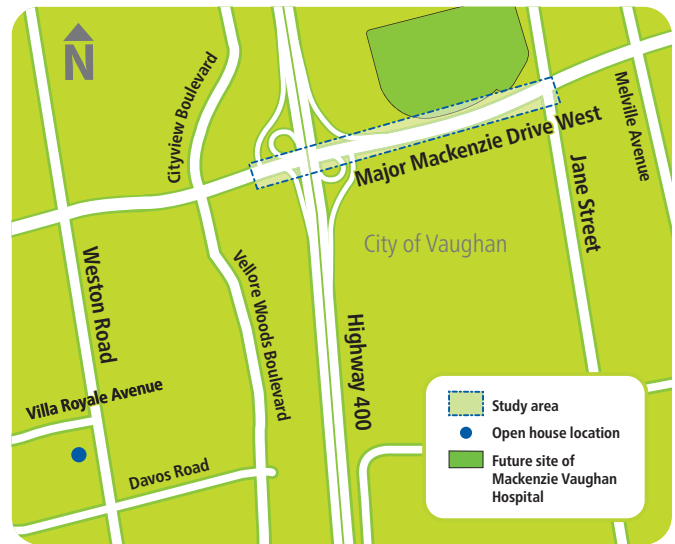 N
Cityview Boulevard
Melville Avenue
Major Mackenzie Drive West
Jane Street
City of Vaughan
Weston Road
Vellore Woods Boulevard
Highway 400
Villa Royale Avenue
Davos Road
Study area
Open house location
Future site of
Mackenzie Vaughan
Hospital